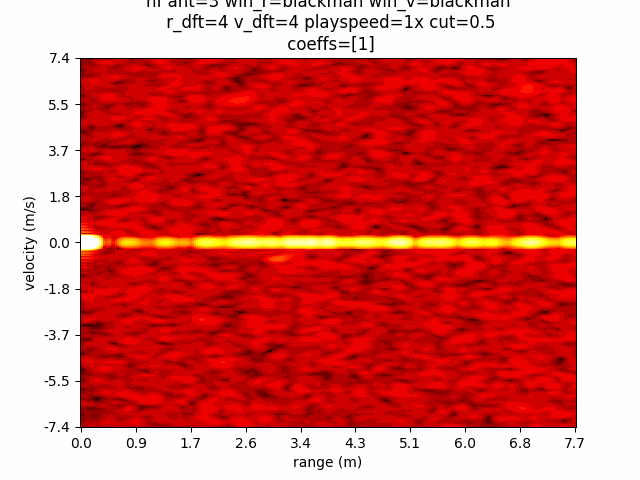 nr ant=3 win_r=blackman win_v=blackman
r_dft=4 v_dft=4 playspeed=1x cut=0.5
coeffs=[1]
7.4
5.5
3.7
1.8
0.0
-1.8
-3.7
-5.5
-7.4
velocity (m/s)
0.0 0.9 1.7 2.6 3.4 4.3 5.1 6.0 6.8 7.7
range (m)